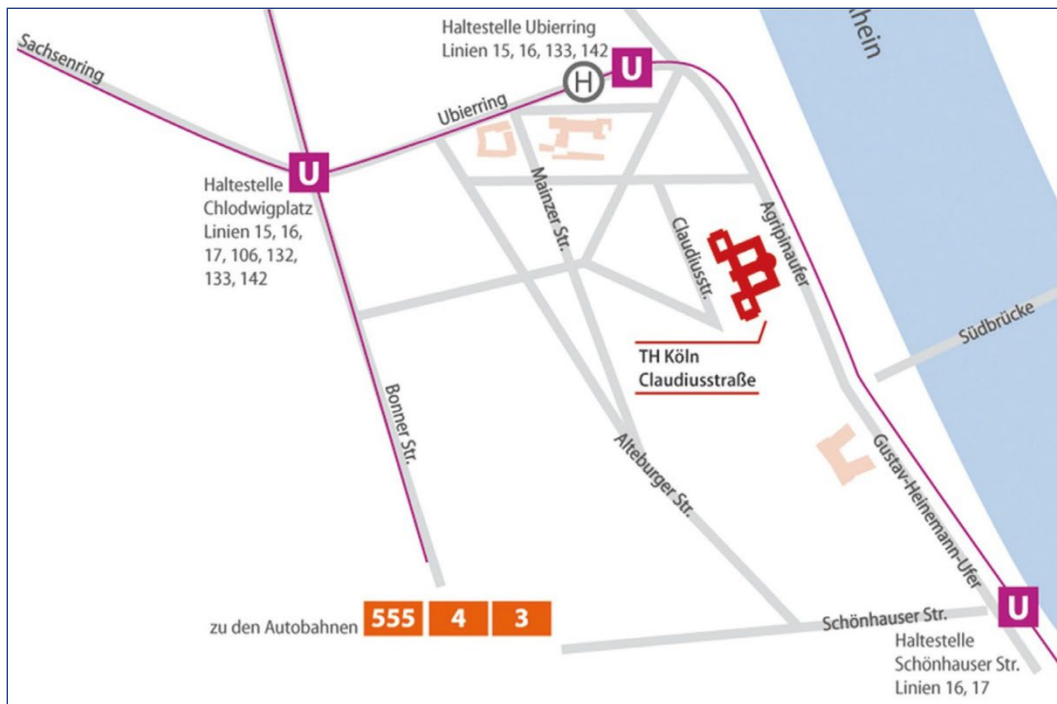 Sachsenring
Haltestelle Ubierring
Linien 15, 16, 133, 142
H
U
Ubierring
U
Haltestelle
Chlodwigplatz
Linien 15, 16,
17, 106, 132,
133, 142
Mainzer Str.
Claudiusstr.
Agripinaufer
Südbrücke
TH Köln
Claudiusstraße
Bonner Str.
Alteburger Str.
Gustav-Heinemann-Ufer
zu den Autobahnen 555 4 3
Schönhauser Str.
U
Haltestelle
Schönhauser Str.
Linien 16, 17